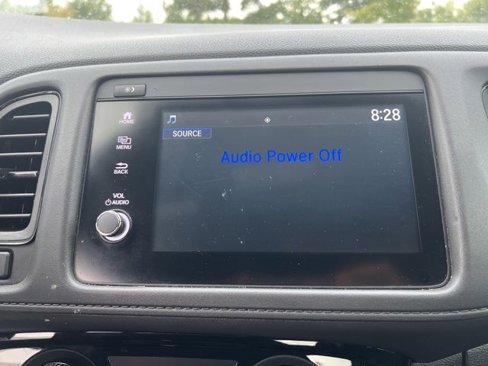 8:28
HOME
SOURCE
MENU
Audio Power Off
BACK
VOL
AUDIO